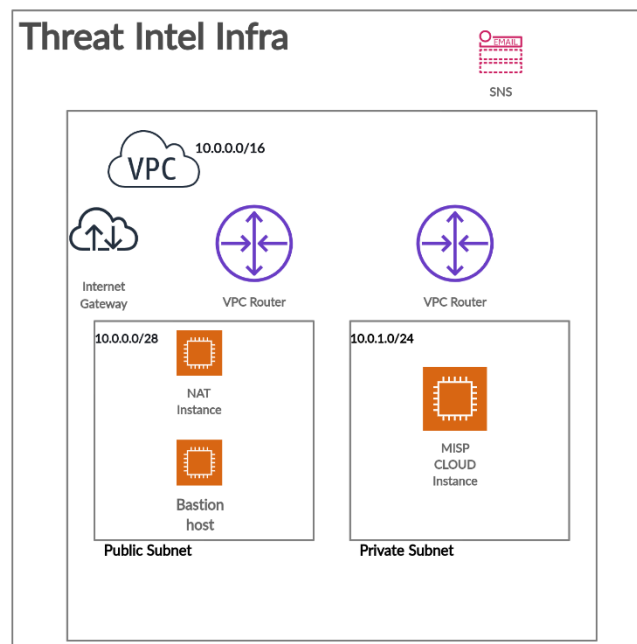 Threat Intel Infra
EMAIL
SNS
10.0.0.0/16
VPC
Internet
Gateway
VPC Router
VPC Router
10.0.0.0/28
NAT
Instance
Bastion
host
Public Subnet
10.0.1.0/24
MISP
CLOUD
Instance
Private Subnet